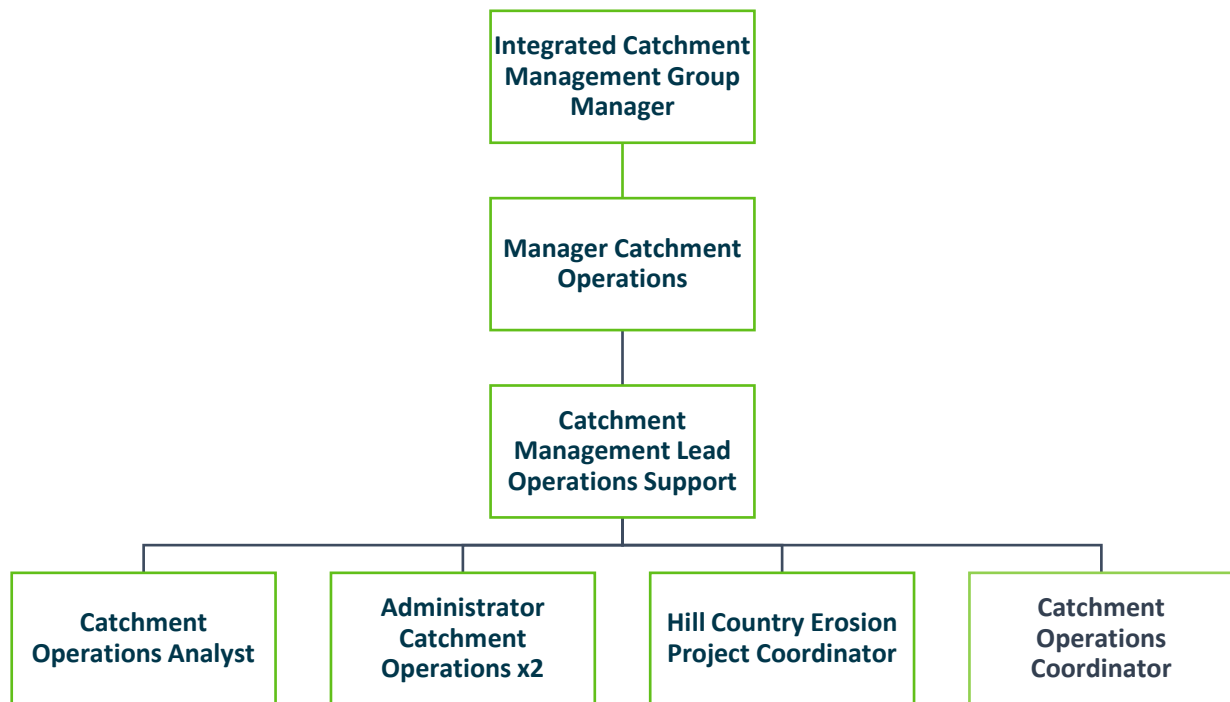 Integrated Catchment
Management Group
Manager
Manager Catchment
Operations
Catchment
Management Lead
Operations Support
Catchment
Operations Analyst
Administrator
Catchment
Operations x2
Hill Country Erosion
Project Coordinator
Catchment
Operations
Coordinator